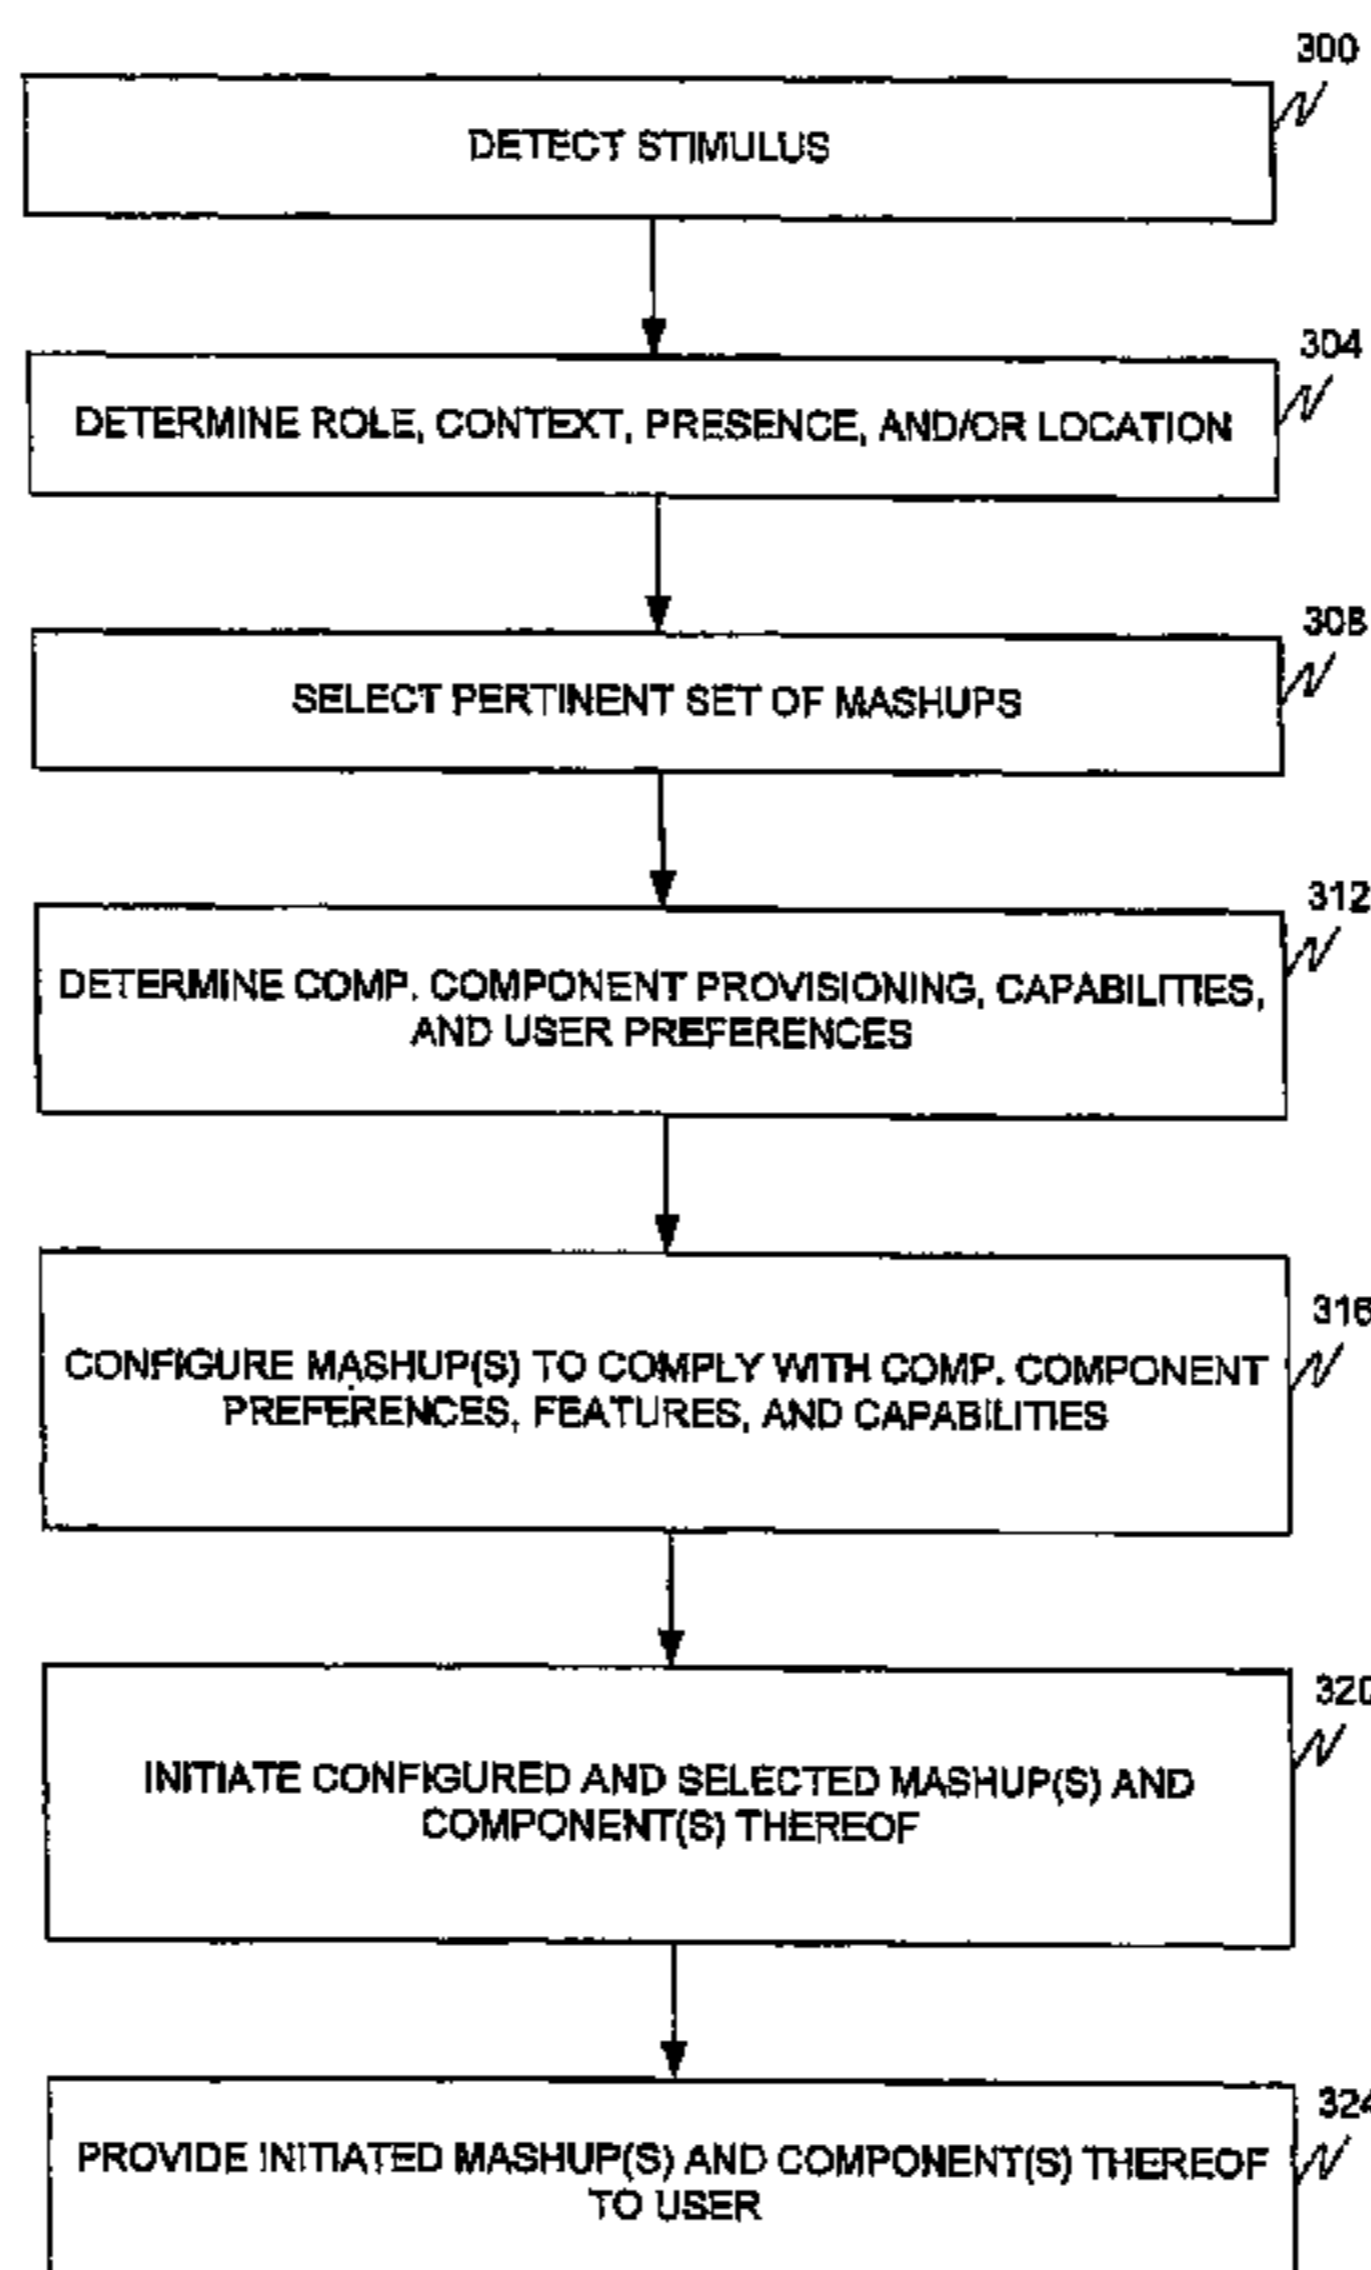 300
DETECT STIMULUS
304
DETERMINE ROLE, CONTEXT, PRESENCE, AND/OR LOCATION
308
SELECT PERTINENT SET OF MASHUPS
312
DETERMINE COMP. COMPONENT PROVISIONING, CAPABILITIES,
AND USER PREFERENCES
316
CONFIGURE MASHUP(S) TO COMPLY WITH COMP. COMPONENT
PREFERENCES, FEATURES, AND CAPABILITIES
320
INITIATE CONFIGURED AND SELECTED MASHUP(S) AND
COMPONENT(S) THEREOF
324
PROVIDE INITIATED MASHUP(S) AND COMPONENT(S) THEREOF
TO USER